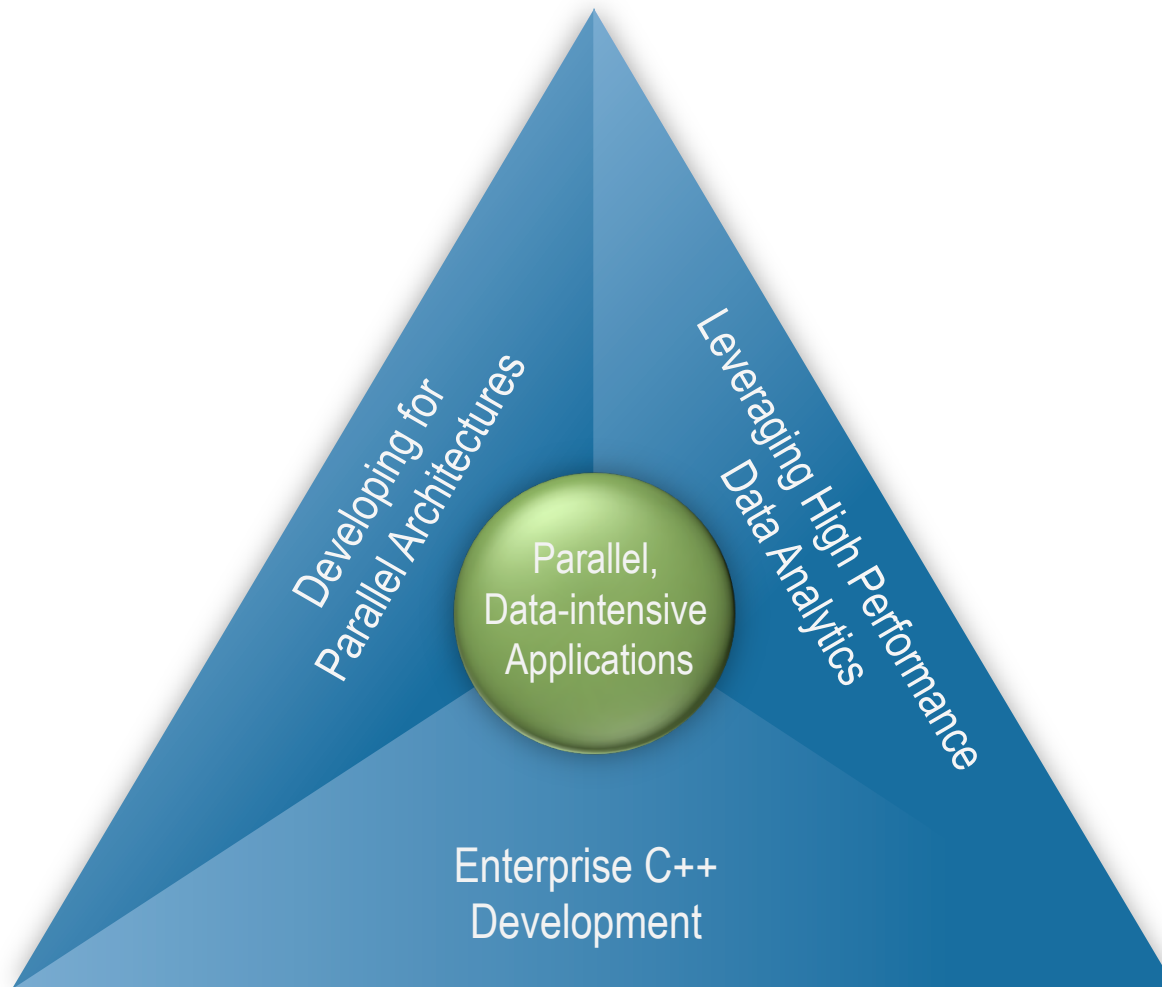 Developing for
Parallel Architectures
Leveraging High Performance
Data Analytics
Parallel,
Data-intensive
Applications
Enterprise C++
Development